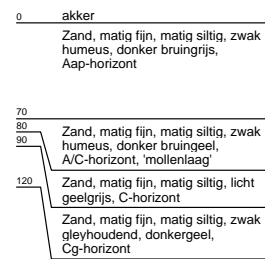 0 akker
Zand, matig fijn, matig siltig, zwak
humeus, donker bruingrijs,
Aap-horizont
70
80 Zand, matig fijn, matig siltig, zwak
humeus, donker bruingeel,
90
A/C-horizont, 'mollenlaag'
120 Zand, matig fijn, matig siltig, licht
geelgrijs, C-horizont
Zand, matig fijn, matig siltig, zwak
gleyhoudend, donkergeel,
Cg-horizont